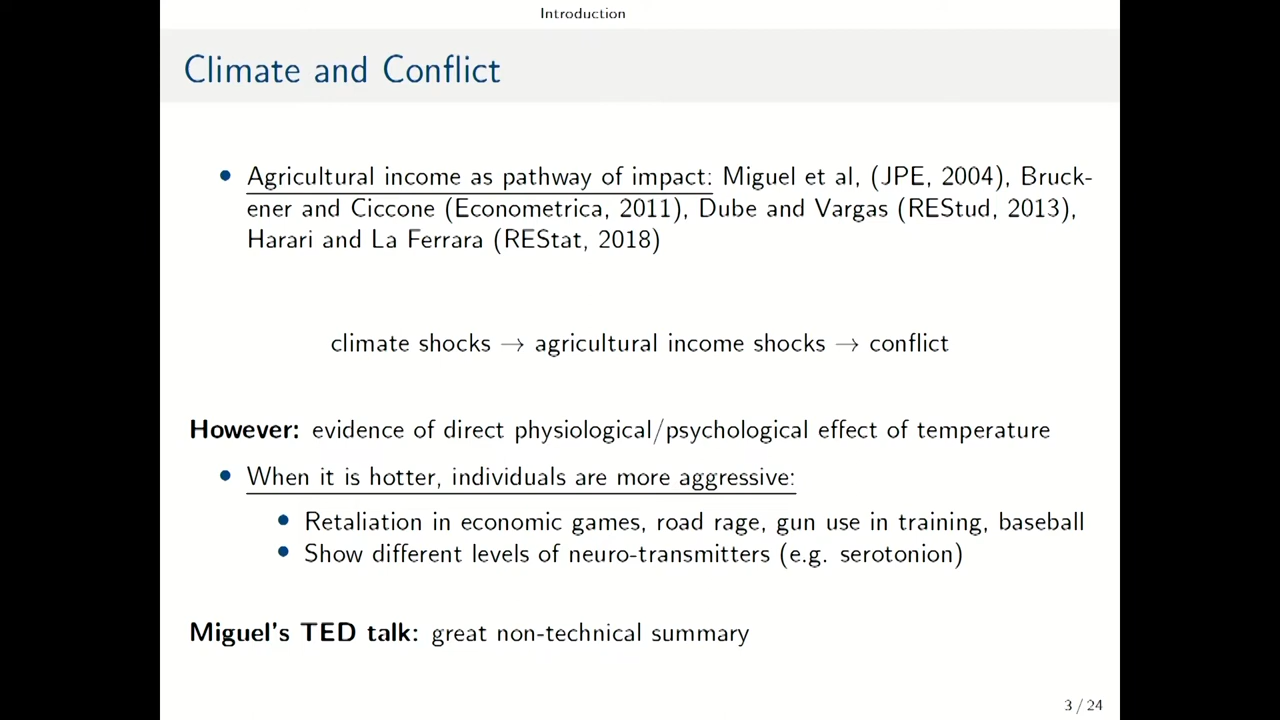 Introduction
Climate and Conflict
• Agricultural income as pathway of impact: Miguel et al, (JPE, 2004), Bruck-
ener and Ciccone (Econometrica, 2011), Dube and Vargas (REStud, 2013),
Harari and La Ferrara (REStat, 2018)
climate shocks → agricultural income shocks → conflict
However: evidence of direct physiological/psychological effect of temperature
• When it is hotter, individuals are more aggressive:
• Retaliation in economic games, road rage, gun use in training, baseball
• Show different levels of neuro-transmitters (e.g. serotonion)
Miguel's TED talk: great non-technical summary
3 / 24